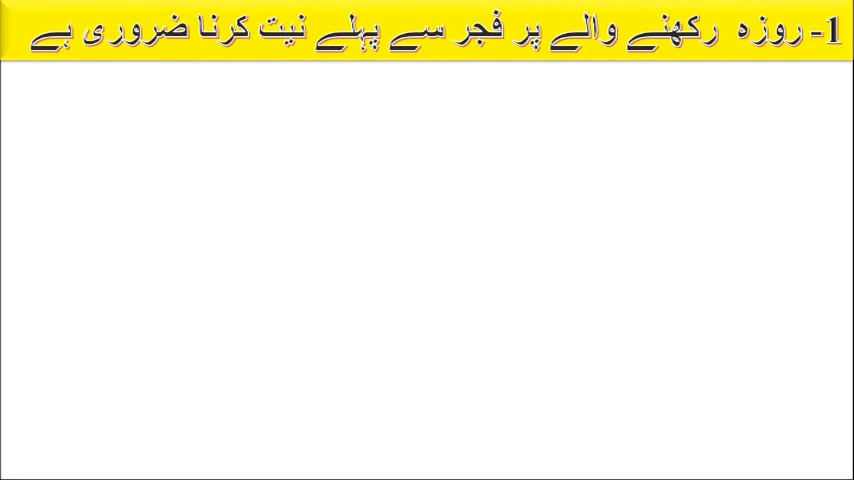 1- روزہ رکھنے والے پر فجر سے پہلے نیت کرنا ضروری ہے